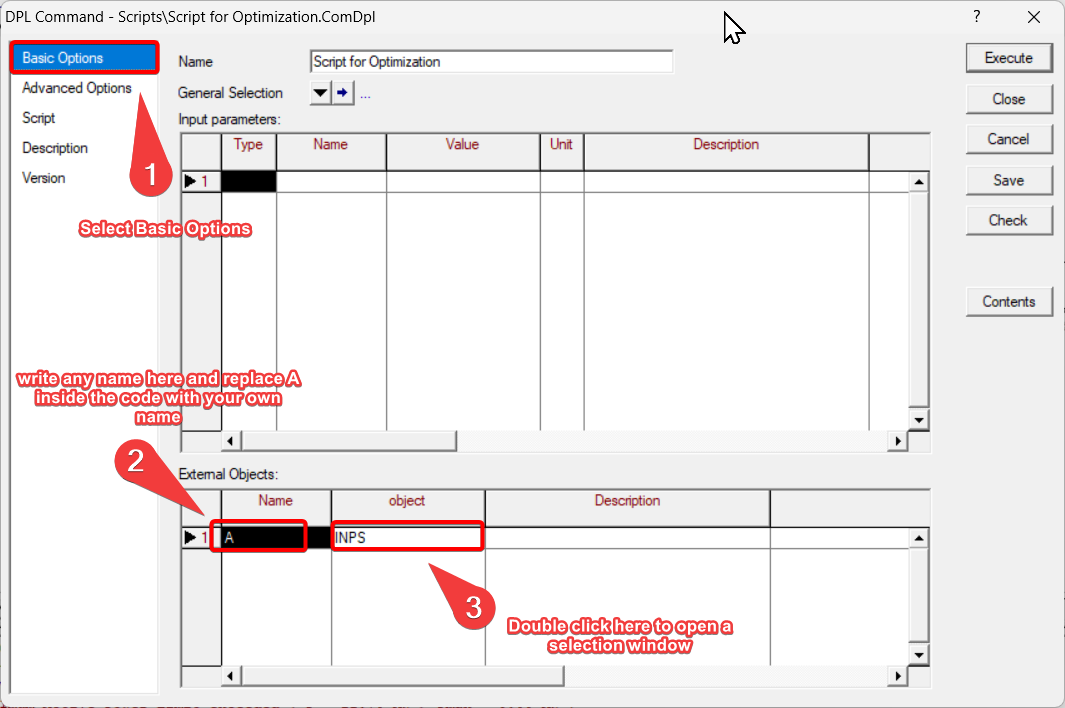 DPL Command - Scripts\Script for Optimization.ComDpl
?
Basic Options
Advanced Options
Script
Description
Version
Name
Script for Optimization
General Selection
...
Input parameters:
Type Name Value Unit Description
1
Execute
Close
Cancel
Save
Check
Contents
1
Select Basic Options
write any name here and replace A
inside the code with your own
name
2
External Objects:
Name object Description
1 A INPS
3
Double click here to open a
selection window